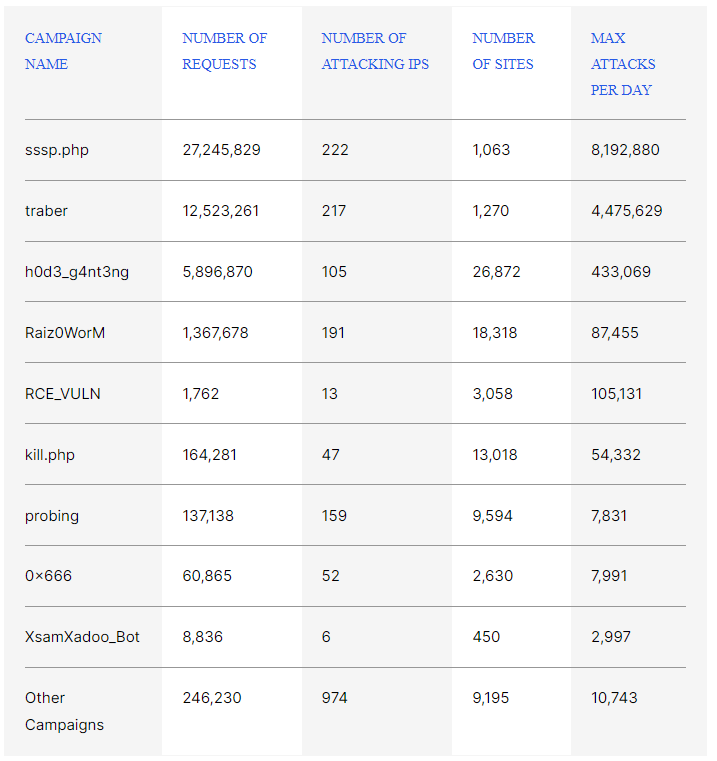 CAMPAIGN NAME NUMBER OF REQUESTS NUMBER OF ATTACKING IPS NUMBER OF SITES MAX ATTACKS PER DAY
sssp.php 27,245,829 222 1,063 8,192,880
traber 12,523,261 217 1,270 4,475,629
h0d3_g4nt3ng 5,896,870 105 26,872 433,069
Raiz0WorM 1,367,678 191 18,318 87,455
RCE_VULN 1,762 13 3,058 105,131
kill.php 164,281 47 13,018 54,332
probing 137,138 159 9,594 7,831
0×666 60,865 52 2,630 7,991
XsamXadoo_Bot 8,836 6 450 2,997
Other Campaigns 246,230 974 9,195 10,743